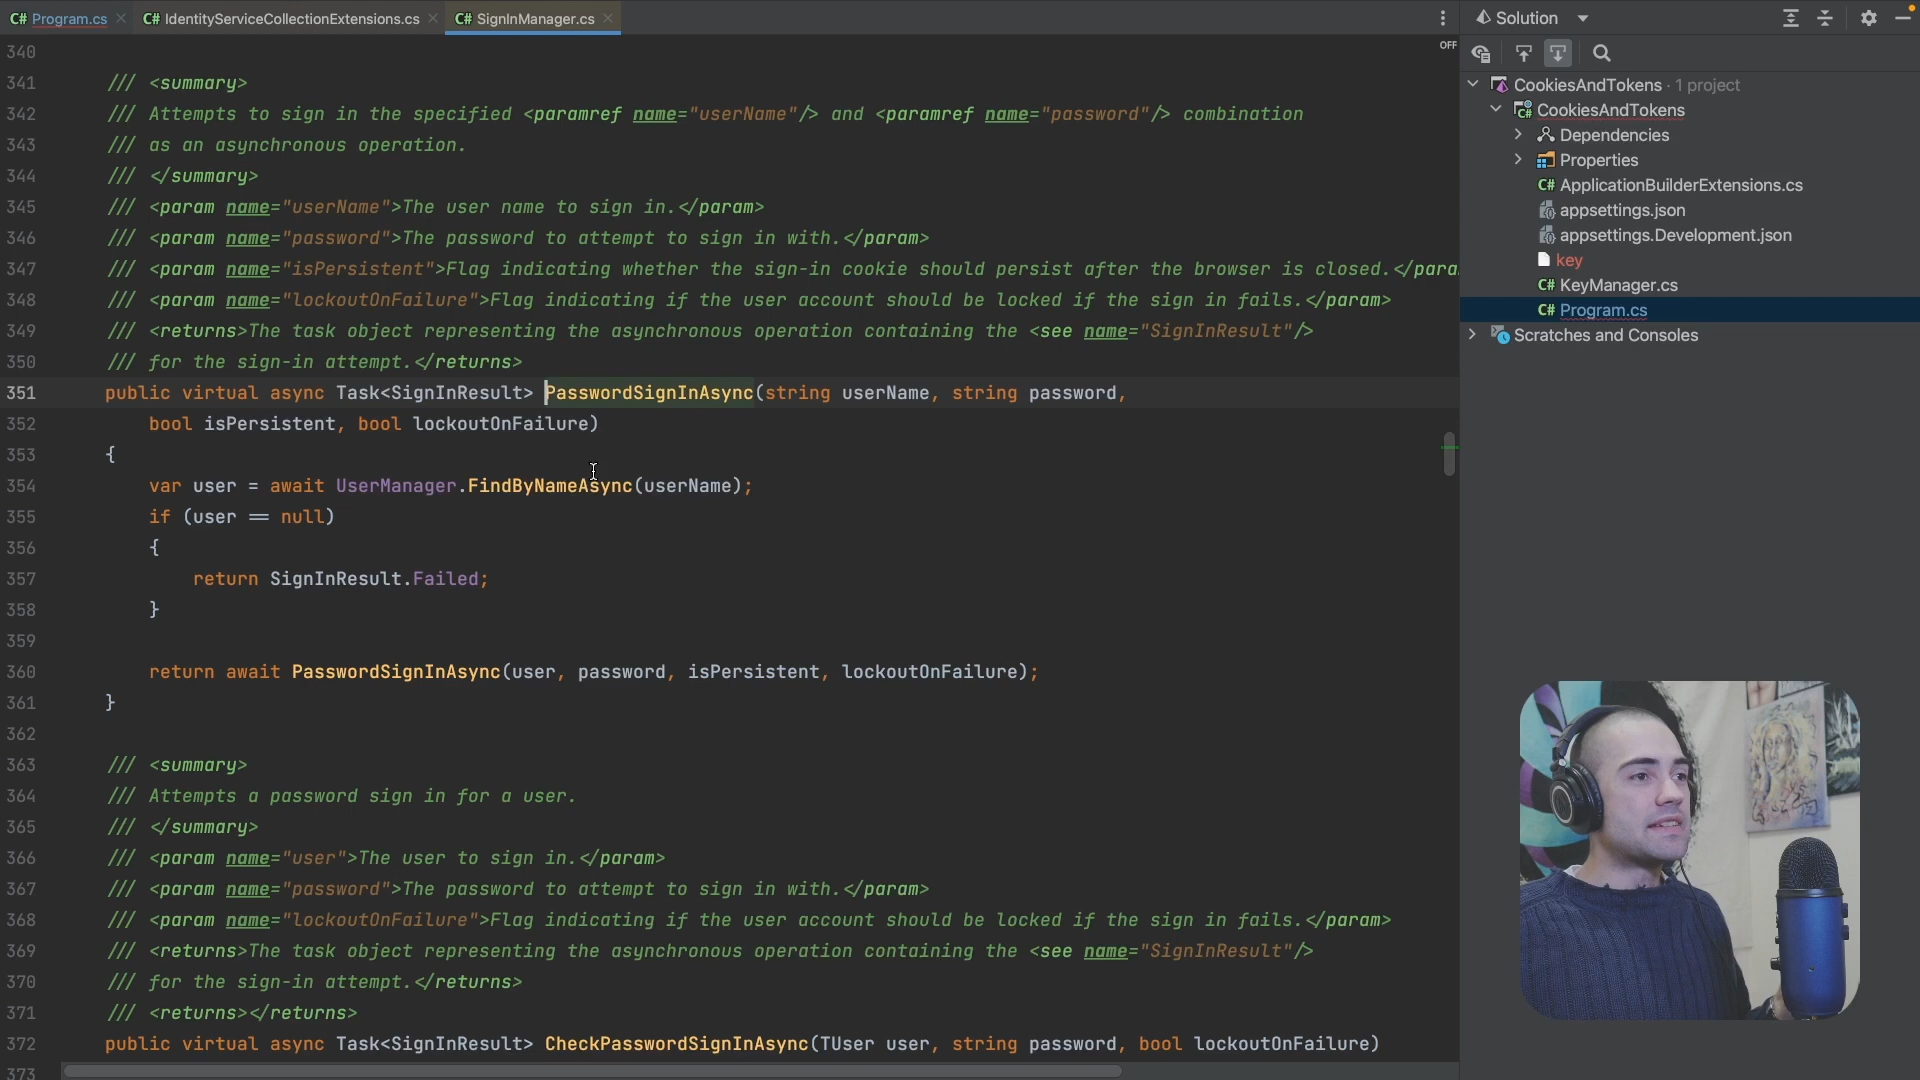 C# Program.cs
C# IdentityServiceCollectionExtensions.cs
C# SignInManager.cs
Solution
OFF
340
341 /// <summary>
342 /// Attempts to sign in the specified <paramref name="userName"/> and <paramref name="password"/> combination
343 /// as an asynchronous operation.
344 /// </summary>
345 /// <param name="userName">The user name to sign in.</param>
346 /// <param name="password">The password to attempt to sign in with.</param>
347 /// <param name="isPersistent">Flag indicating whether the sign-in cookie should persist after the browser is closed.</para
348 /// <param name="lockoutOnFailure">Flag indicating if the user account should be locked if the sign in fails.</param>
349 /// <returns>The task object representing the asynchronous operation containing the <see name="SignInResult"/>
350 /// for the sign-in attempt.</returns>
351 public virtual async Task<SignInResult> PasswordSignInAsync(string userName, string password,
352 bool isPersistent, bool lockoutOnFailure)
353 {
354 var user = await UserManager.FindByNameAsync(userName);
355 if (user == null)
356 {
357 return SignInResult.Failed;
358 }
359
360 return await PasswordSignInAsync(user, password, isPersistent, lockoutOnFailure);
361 }
362
363 /// <summary>
364 /// Attempts a password sign in for a user.
365 /// </summary>
366 /// <param name="user">The user to sign in.</param>
367 /// <param name="password">The password to attempt to sign in with.</param>
368 /// <param name="lockoutOnFailure">Flag indicating if the user account should be locked if the sign in fails.</param>
369 /// <returns>The task object representing the asynchronous operation containing the <see name="SignInResult"/>
370 /// for the sign-in attempt.</returns>
371 /// <returns></returns>
372 public virtual async Task<SignInResult> CheckPasswordSignInAsync(TUser user, string password, bool lockoutOnFailure)
373
CookiesAndTokens · 1 project
C# CookiesAndTokens
Dependencies
Properties
C# ApplicationBuilderExtensions.cs
appsettings.json
appsettings.Development.json
key
C# KeyManager.cs
C# Program.cs
Scratches and Consoles